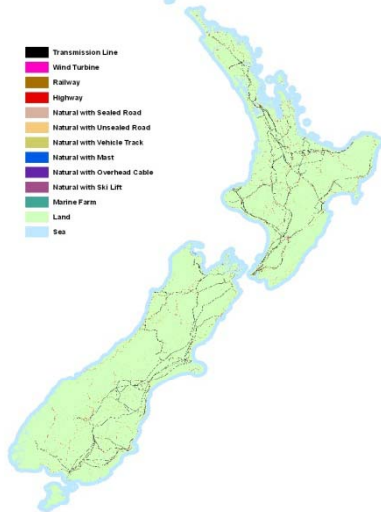 Transmission Line
Wind Turbine
Railway
Highway
Natural with Sealed Road
Natural with Unsealed Road
Natural with Vehicle Track
Natural with Mast
Natural with Overhead Cable
Natural with Ski Lift
Marine Farm
Land
Sea